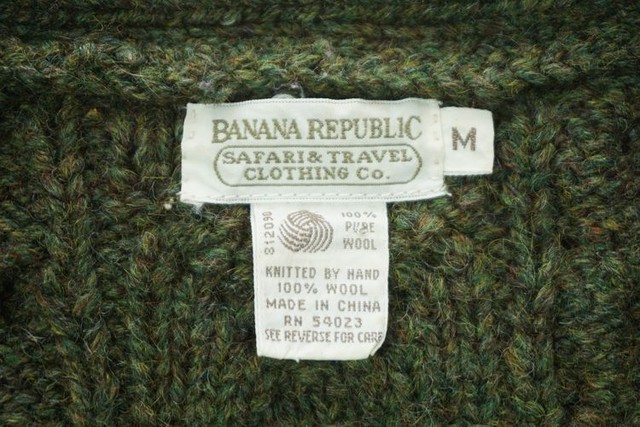 BANANA REPUBLIC
SAFARI & TRAVEL
CLOTHING CO.
M
812090
100%
PURE
WOOL
KNITTED BY HAND
100% WOOL
MADE IN CHINA
RN 54023
SEE REVERSE FOR CARE